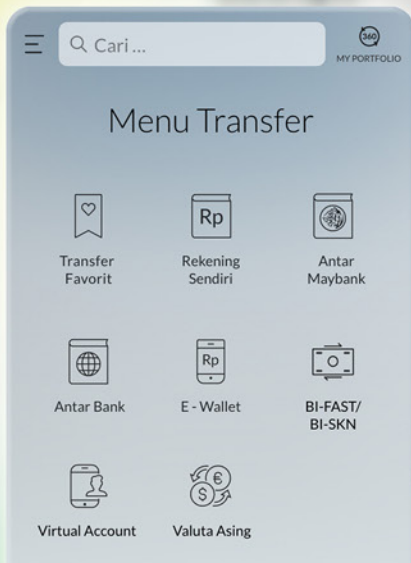 Cari ...
360
MY PORTFOLIO
Menu Transfer
Transfer
Favorit
Rp
Rekening
Sendiri
Antar
Maybank
Antar Bank
Rp
E - Wallet
BI-FAST/
BI-SKN
Virtual Account
Valuta Asing